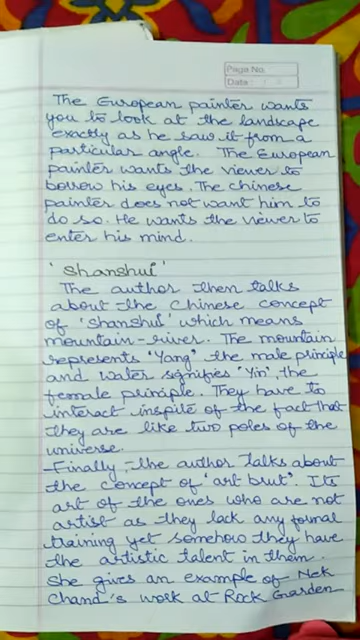 Page No.
Date:
The European painter wants
you to look at the landscape
exactly as he saw it from a
particular angle. The European
painter wants the viewer to
borrow his eyes. The chinese
painter does not want him to
do so. He wants the viewer to
enter his mind.
'Shanshui'
The author then talks
about the Chinese concept
of 'Shanshui' which means
mountain-river. The mountain
represents 'Yang' the male principle
and water signifies 'Yin', the
female principle. They have to
interact inspite of the fact that
they are like two poles of the
universe.
Finally, the author talks about
the concept of 'art brut'. Its
art of the ones who are not
artist as they lack any formal
training yet somehow they have
the artistic talent in them.
She gives an example of Nek
Chand's work at Rock Garden